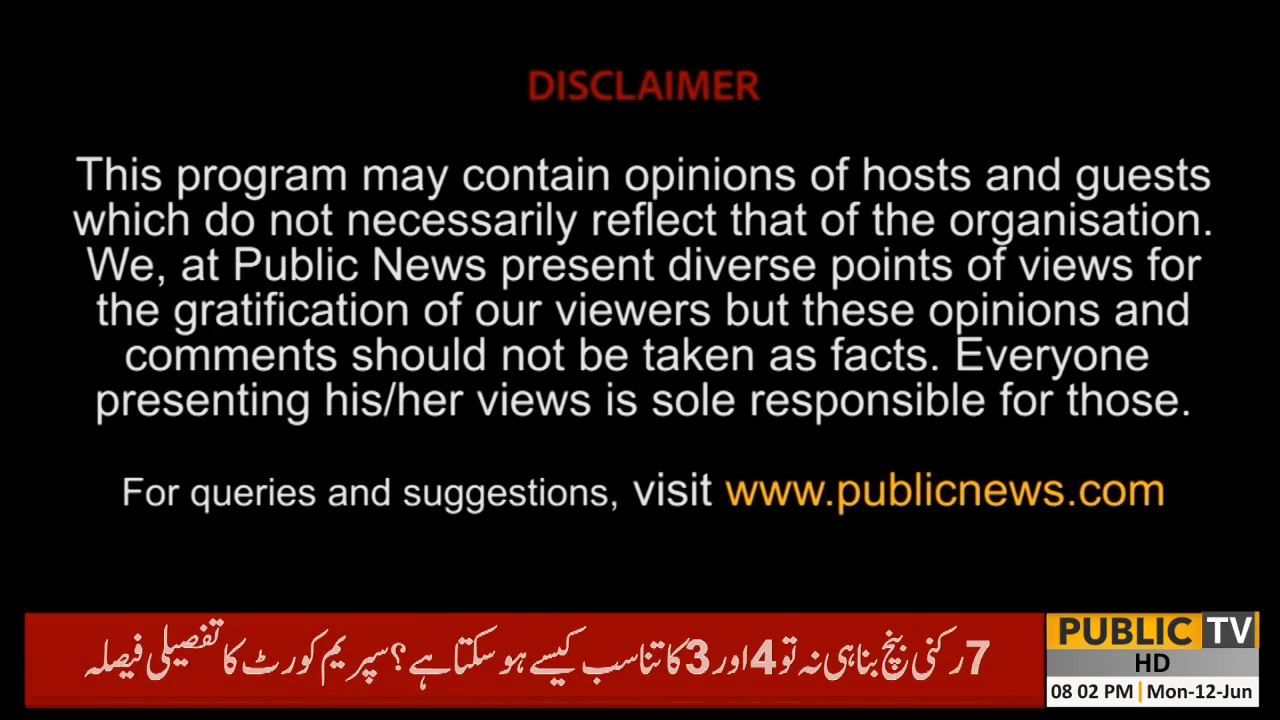 DISCLAIMER
This program may contain opinions of hosts and guests
which do not necessarily reflect that of the organisation.
We, at Public News present diverse points of views for
the gratification of our viewers but these opinions and
comments should not be taken as facts. Everyone
presenting his/her views is sole responsible for those.
For queries and suggestions, visit www.publicnews.com
7 رکنی بنچ بنا ہی نہ تو 4 اور 3 کا تناسب کیسے ہو سکتا ہے؟ سپریم کورٹ کا تفصیلی فیصلہ
PUBLIC TV
HD
08 02 PM Mon-12-Jun